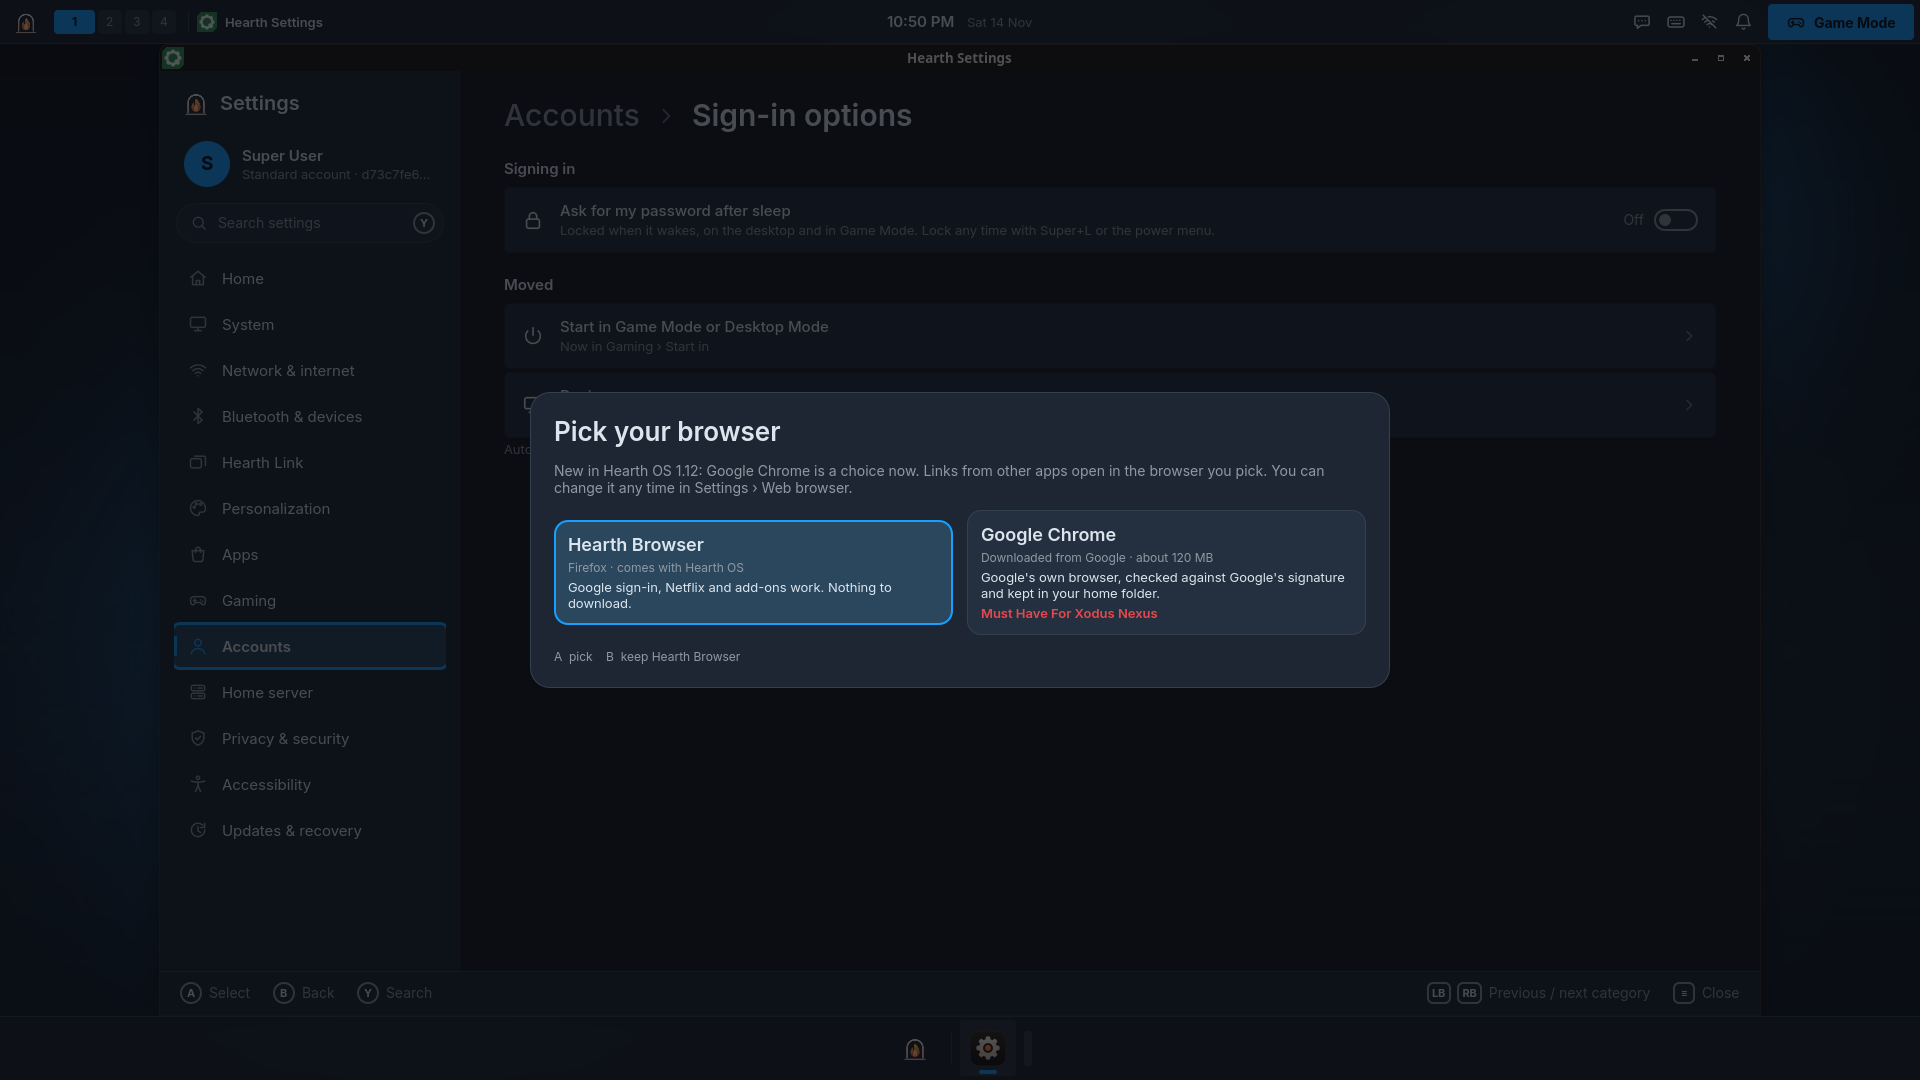 1 2 3 4 Hearth Settings
10:50 PM Sat 14 Nov
Game Mode
Hearth Settings
Settings
S
Super User
Standard account · d73c7fe6...
Search settings Y
Home
System
Network & internet
Bluetooth & devices
Hearth Link
Personalization
Apps
Gaming
Accounts
Home server
Privacy & security
Accessibility
Updates & recovery
Accounts › Sign-in options
Signing in
Ask for my password after sleep
Locked when it wakes, on the desktop and in Game Mode. Lock any time with Super+L or the power menu.
Off
Moved
Start in Game Mode or Desktop Mode
Now in Gaming › Start in
Auto
Pick your browser
New in Hearth OS 1.12: Google Chrome is a choice now. Links from other apps open in the browser you pick. You can
change it any time in Settings › Web browser.
Hearth Browser
Firefox · comes with Hearth OS
Google sign-in, Netflix and add-ons work. Nothing to
download.
Google Chrome
Downloaded from Google · about 120 MB
Google's own browser, checked against Google's signature
and kept in your home folder.
Must Have For Xodus Nexus
A pick B keep Hearth Browser
A Select B Back Y Search
LB RB Previous / next category ≡ Close